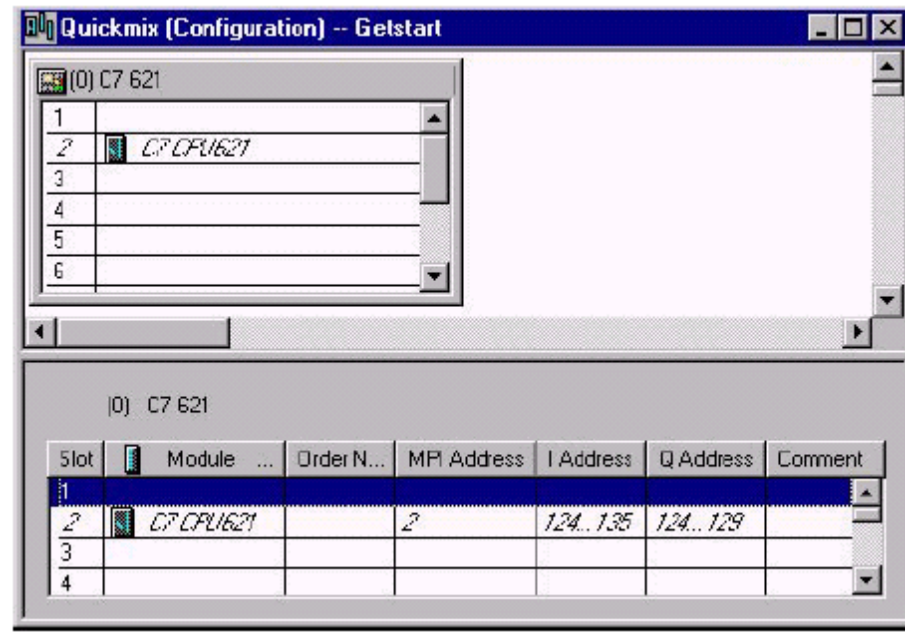 Quickmix (Configuration) -- Getstart
(0) C7 621
1
2 C7 CPU621
3
4
5
6
(0) C7 621
Slot Module ... Order N... MPI Address I Address Q Address Comment
1
2 C7 CPU621 2 124...135 124...129
3
4